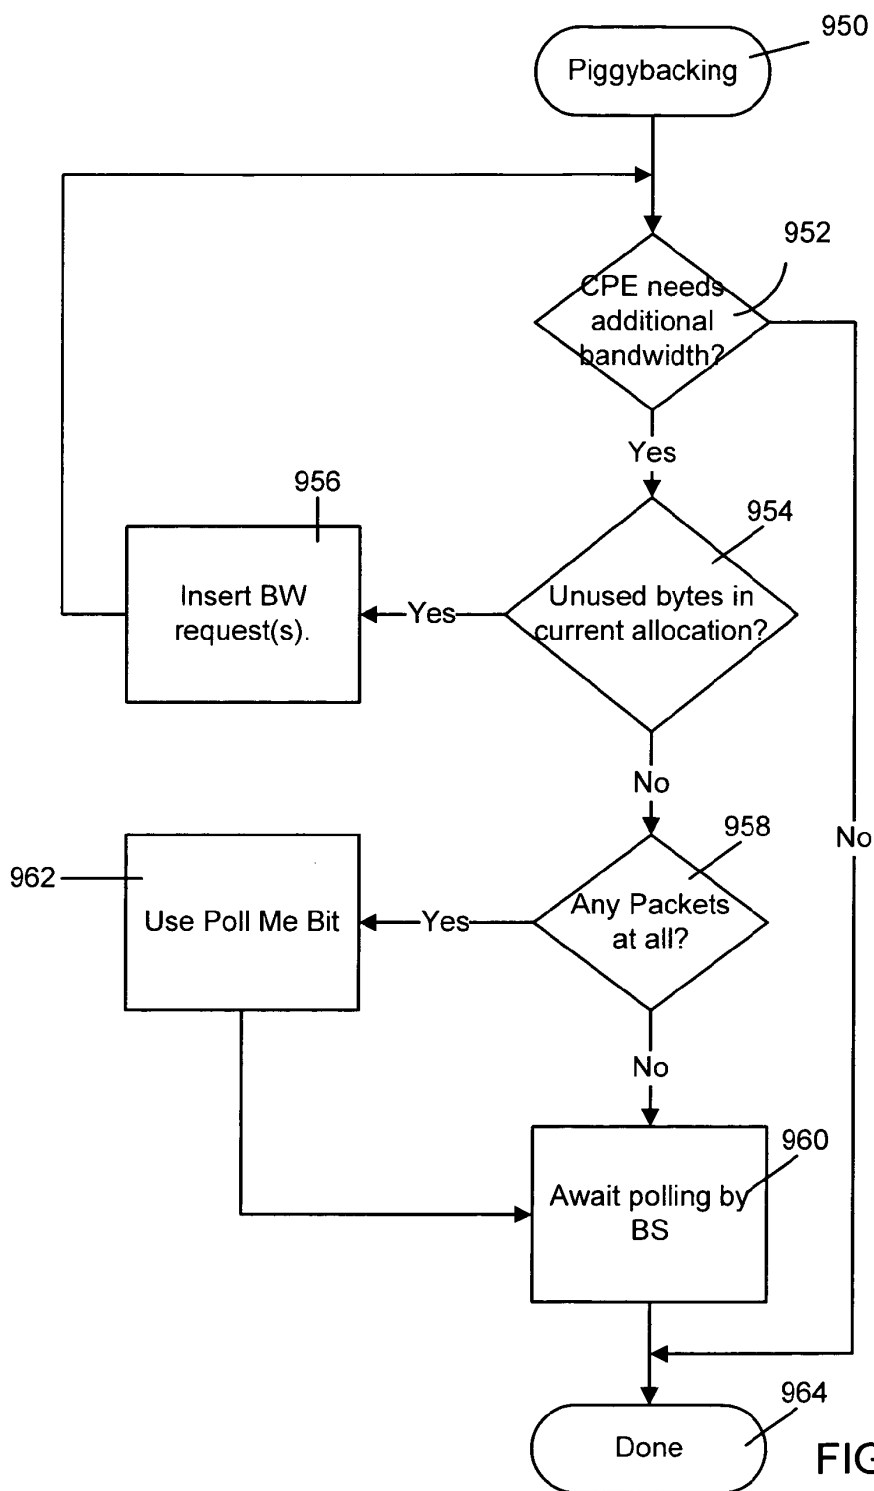 950
Piggybacking
952
CPE needs
additional
bandwidth?
Yes
956
954
Insert BW
request(s).
Yes
Unused bytes in
current allocation?
No
958
No
962
Use Poll Me Bit
Yes
Any Packets
at all?
No
960
Await polling by
BS
964
Done
FIG